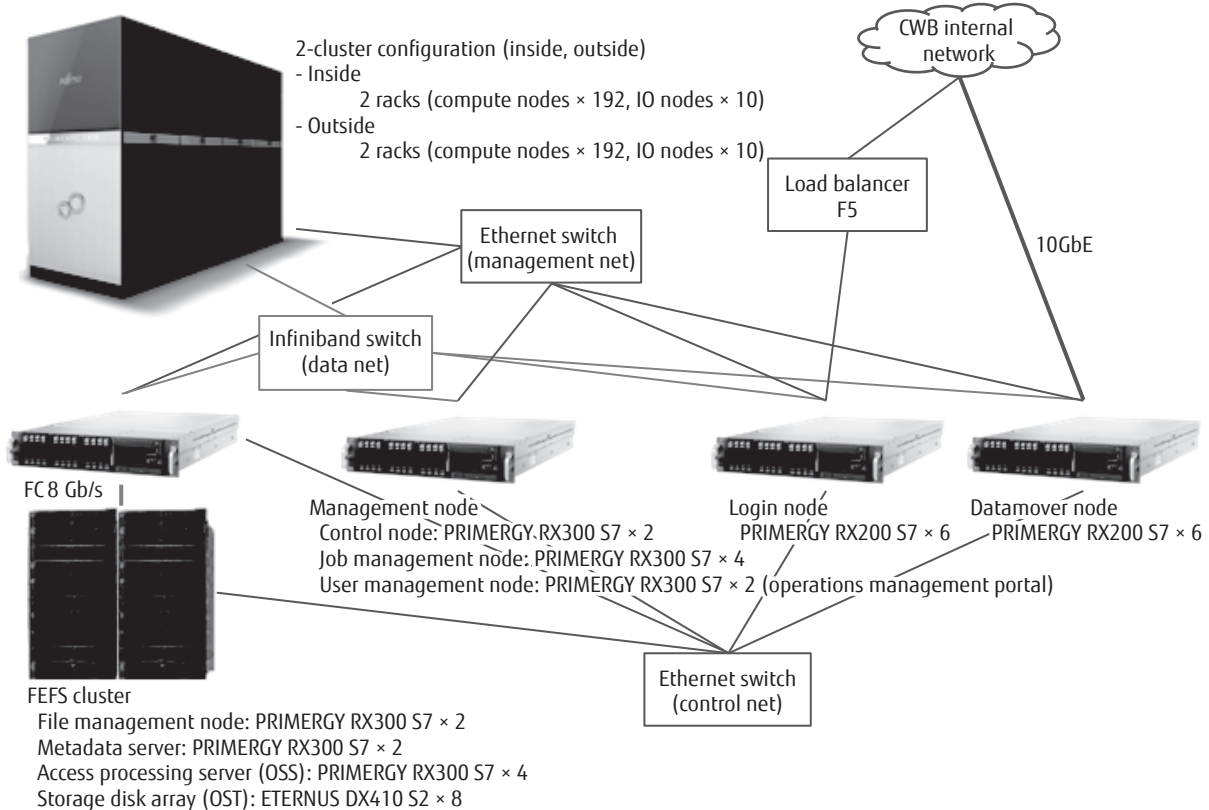 2-cluster configuration (inside, outside)
- Inside
2 racks (compute nodes × 192, IO nodes × 10)
- Outside
2 racks (compute nodes × 192, IO nodes × 10)
CWB internal
network
Load balancer
F5
Ethernet switch
(management net)
10GbE
Infiniband switch
(data net)
FC 8 Gb/s
Management node
Control node: PRIMERGY RX300 S7 × 2
Job management node: PRIMERGY RX300 S7 × 4
User management node: PRIMERGY RX300 S7 × 2 (operations management portal)
Login node
PRIMERGY RX200 S7 × 6
Datamover node
PRIMERGY RX200 S7 × 6
Ethernet switch
(control net)
FEFS cluster
File management node: PRIMERGY RX300 S7 × 2
Metadata server: PRIMERGY RX300 S7 × 2
Access processing server (OSS): PRIMERGY RX300 S7 × 4
Storage disk array (OST): ETERNUS DX410 S2 × 8